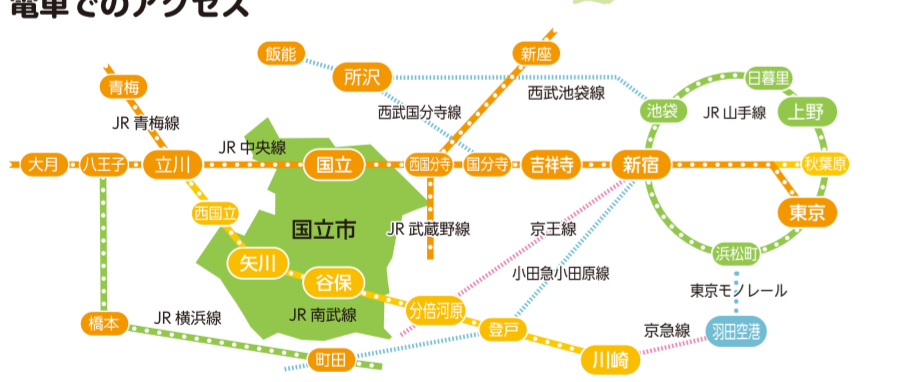 電車でのアクセス
飯能
新座
所沢
日暮里
青梅
西武池袋線
池袋
JR 山手線
上野
西武国分寺線
JR 青梅線
JR 中央線
大月
八王子
立川
国立
西国分寺
国分寺
吉祥寺
新宿
秋葉原
西国立
国立市
JR 武蔵野線
京王線
東京
矢川
浜松町
谷保
小田急小田原線
東京モノレール
分倍河原
JR 南武線
橋本
JR 横浜線
登戸
京急線
羽田空港
町田
川崎